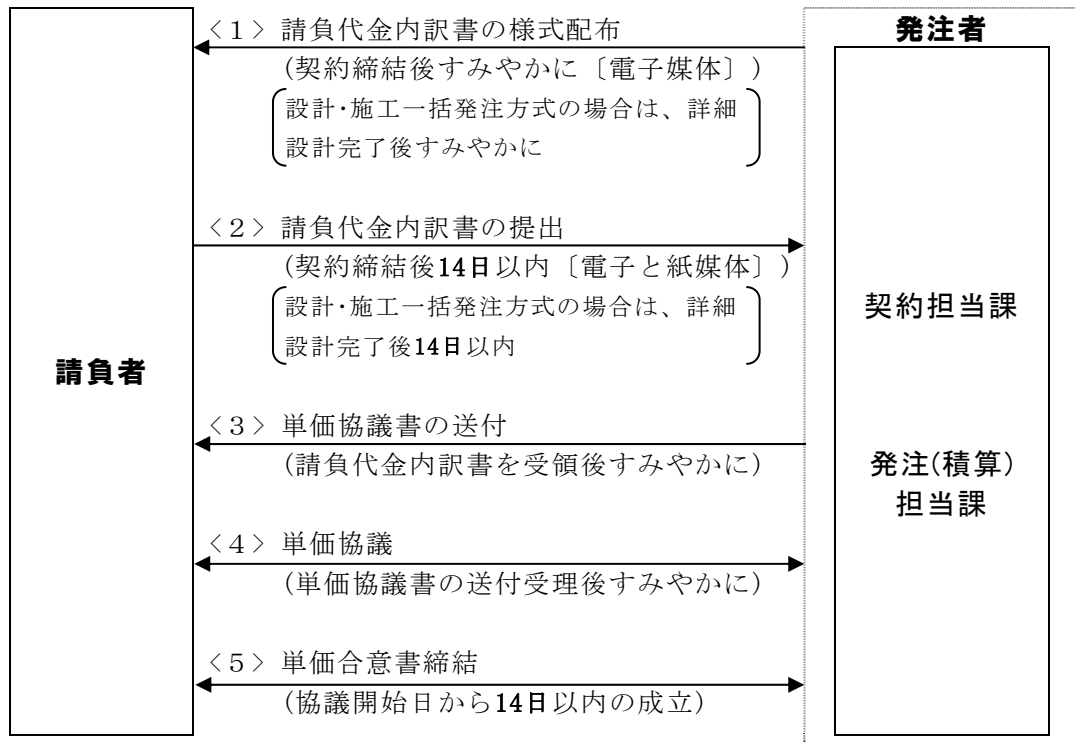 発注者
<1> 請負代金内訳書の様式配布
(契約締結後すみやかに〔電子媒体〕)
設計・施工一括発注方式の場合は、詳細
設計完了後すみやかに
<2> 請負代金内訳書の提出
(契約締結後14日以内〔電子と紙媒体〕)
設計・施工一括発注方式の場合は、詳細
設計完了後14日以内
契約担当課
請負者
<3> 単価協議書の送付
(請負代金内訳書を受領後すみやかに)
発注(積算)
担当課
<4> 単価協議
(単価協議書の送付受理後すみやかに)
<5> 単価合意書締結
(協議開始日から14日以内の成立)